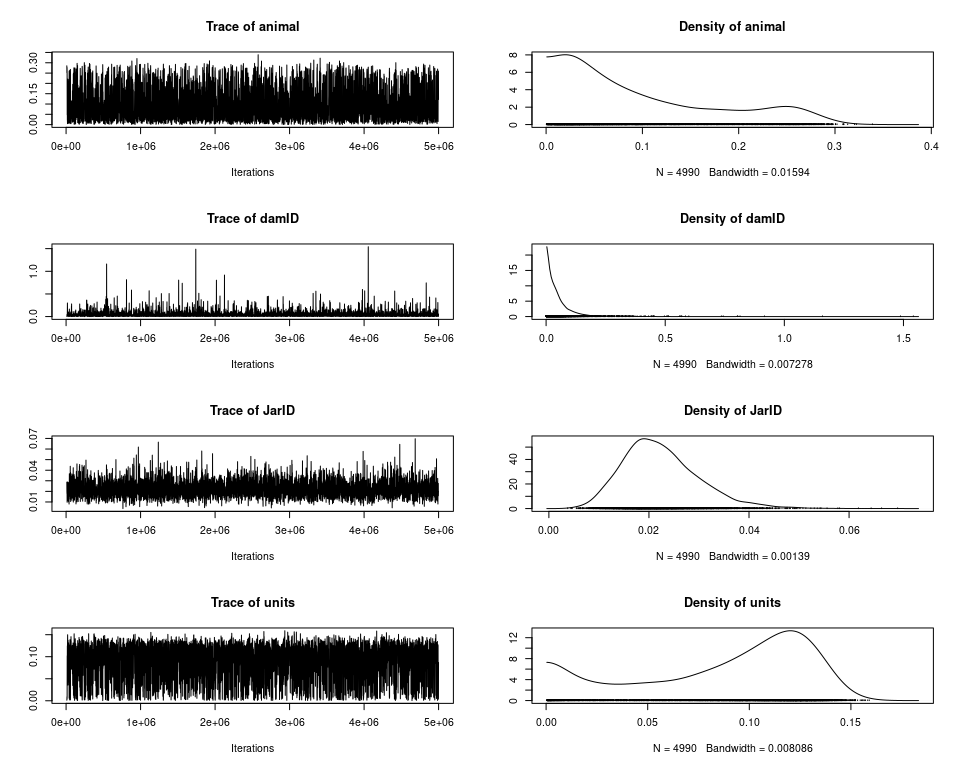 Trace of animal
0.00 0.15 0.30
0e+00 1e+06 2e+06 3e+06 4e+06 5e+06
Iterations
Density of animal
0 2 4 6 8
0.0 0.1 0.2 0.3 0.4
N = 4990 Bandwidth = 0.01594
Trace of damID
0.0 1.0
0e+00 1e+06 2e+06 3e+06 4e+06 5e+06
Iterations
Density of damID
0 5 15
0.0 0.5 1.0 1.5
N = 4990 Bandwidth = 0.007278
Trace of JarID
0.01 0.04 0.07
0e+00 1e+06 2e+06 3e+06 4e+06 5e+06
Iterations
Density of JarID
0 20 40
0.00 0.02 0.04 0.06
N = 4990 Bandwidth = 0.00139
Trace of units
0.00 0.10
0e+00 1e+06 2e+06 3e+06 4e+06 5e+06
Iterations
Density of units
0 4 8 12
0.00 0.05 0.10 0.15
N = 4990 Bandwidth = 0.008086